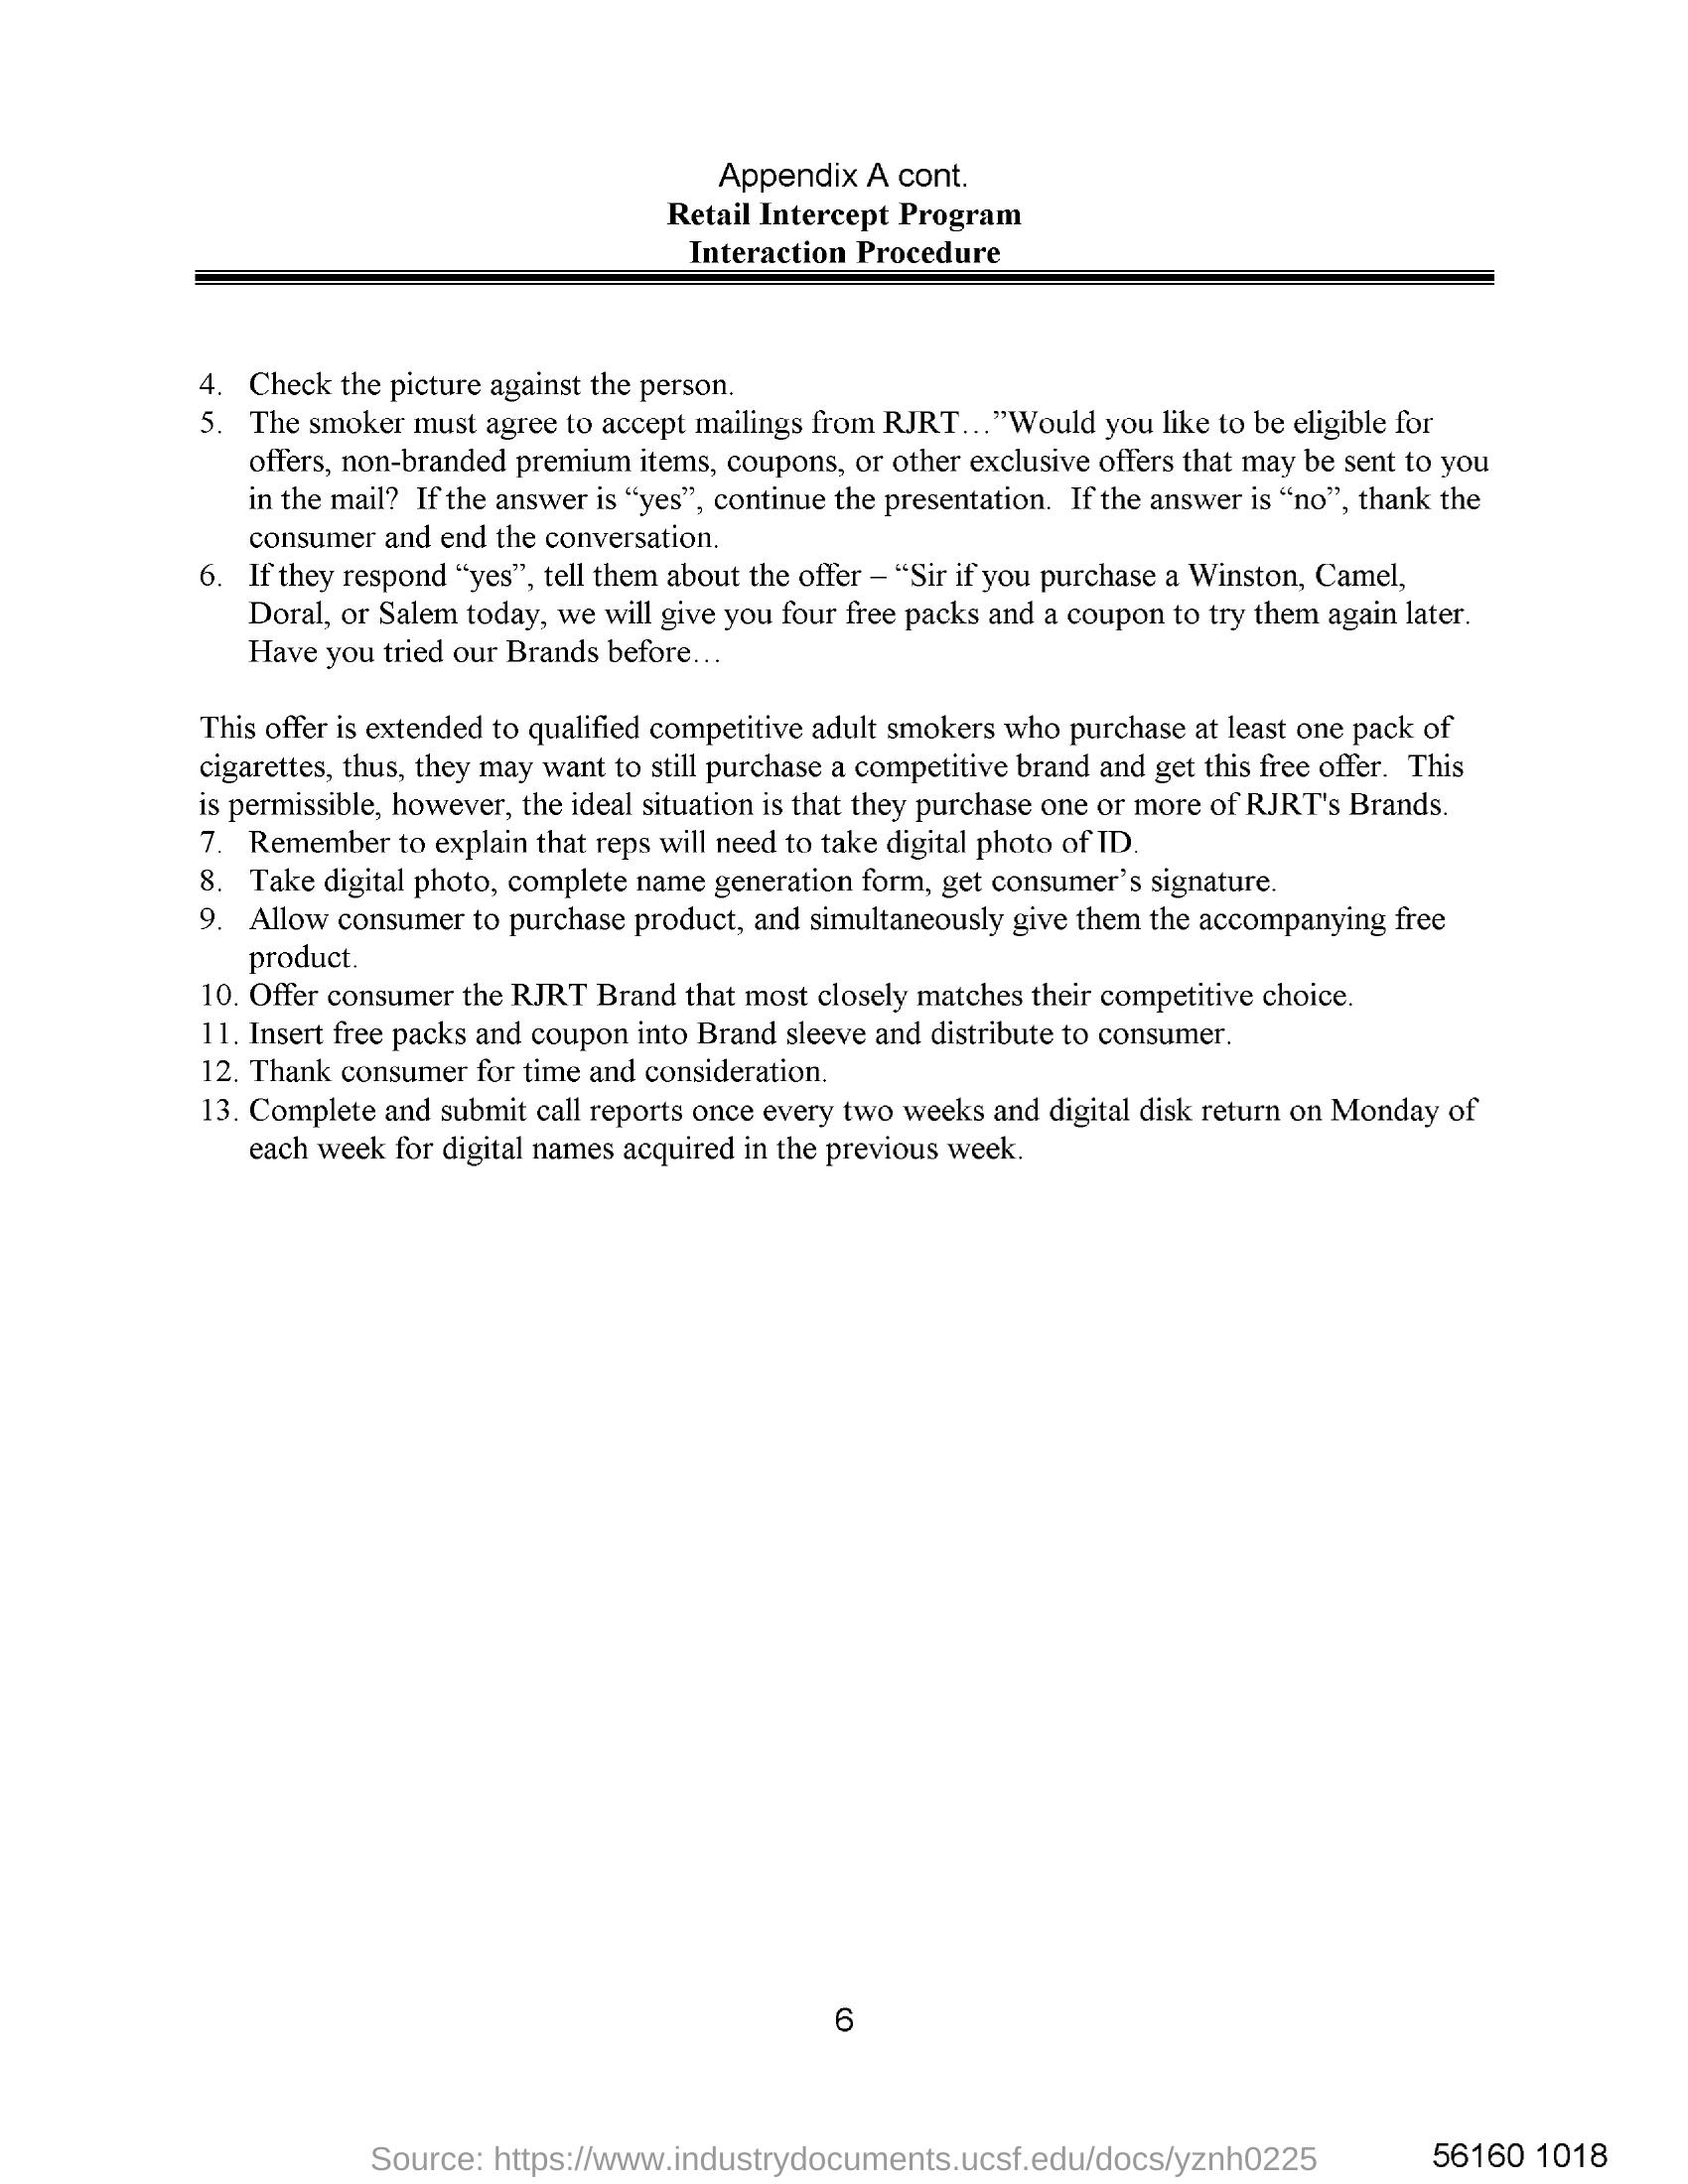 Appendix A cont.
Retail Intercept Program
Interaction Procedure
4. Check the picture against the person.
5. The smoker must agree to accept mailings from RJRT…”Would you like to be eligible for
offers, non-branded premium items, coupons, or other exclusive offers that may be sent to you
in the mail? If the answer is “yes”, continue the presentation. If the answer is “no”, thank the
consumer and end the conversation.
6. If they respond “yes”, tell them about the offer – “Sir if you purchase a Winston, Camel,
Doral, or Salem today, we will give you four free packs and a coupon to try them again later.
Have you tried our Brands before…
This offer is extended to qualified competitive adult smokers who purchase at least one pack of
cigarettes, thus, they may want to still purchase a competitive brand and get this free offer. This
is permissible, however, the ideal situation is that they purchase one or more of RJRT's Brands.
7. Remember to explain that reps will need to take digital photo of ID.
8. Take digital photo, complete name generation form, get consumer’s signature.
9. Allow consumer to purchase product, and simultaneously give them the accompanying free
product.
10. Offer consumer the RJRT Brand that most closely matches their competitive choice.
11. Insert free packs and coupon into Brand sleeve and distribute to consumer.
12. Thank consumer for time and consideration.
13. Complete and submit call reports once every two weeks and digital disk return on Monday of
each week for digital names acquired in the previous week.
6
Source: https://www.industrydocuments.ucsf.edu/docs/yznh0225
56160 1018